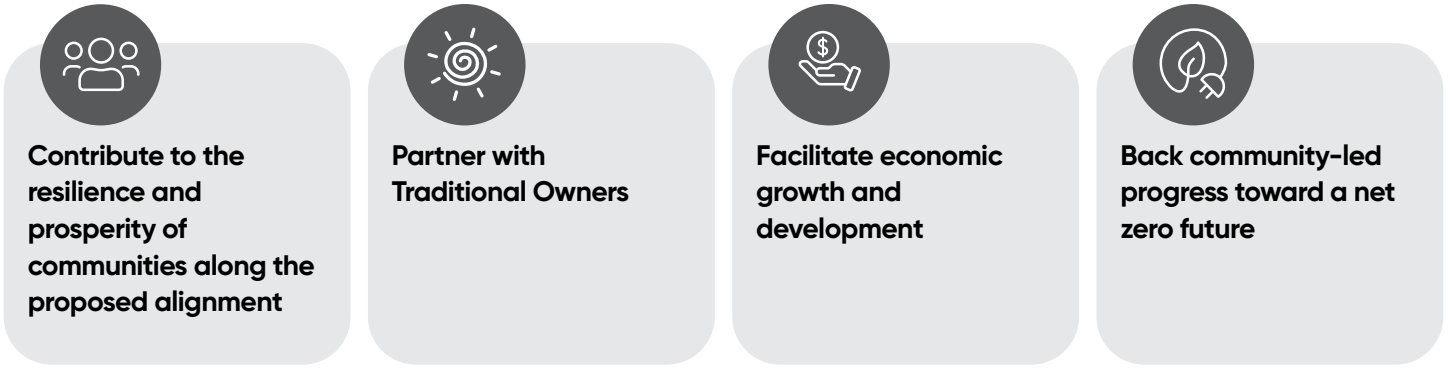 Contribute to the
resilience and
prosperity of
communities along the
proposed alignment
Partner with
Traditional Owners
$
Facilitate economic
growth and
development
Back community-led
progress toward a net
zero future